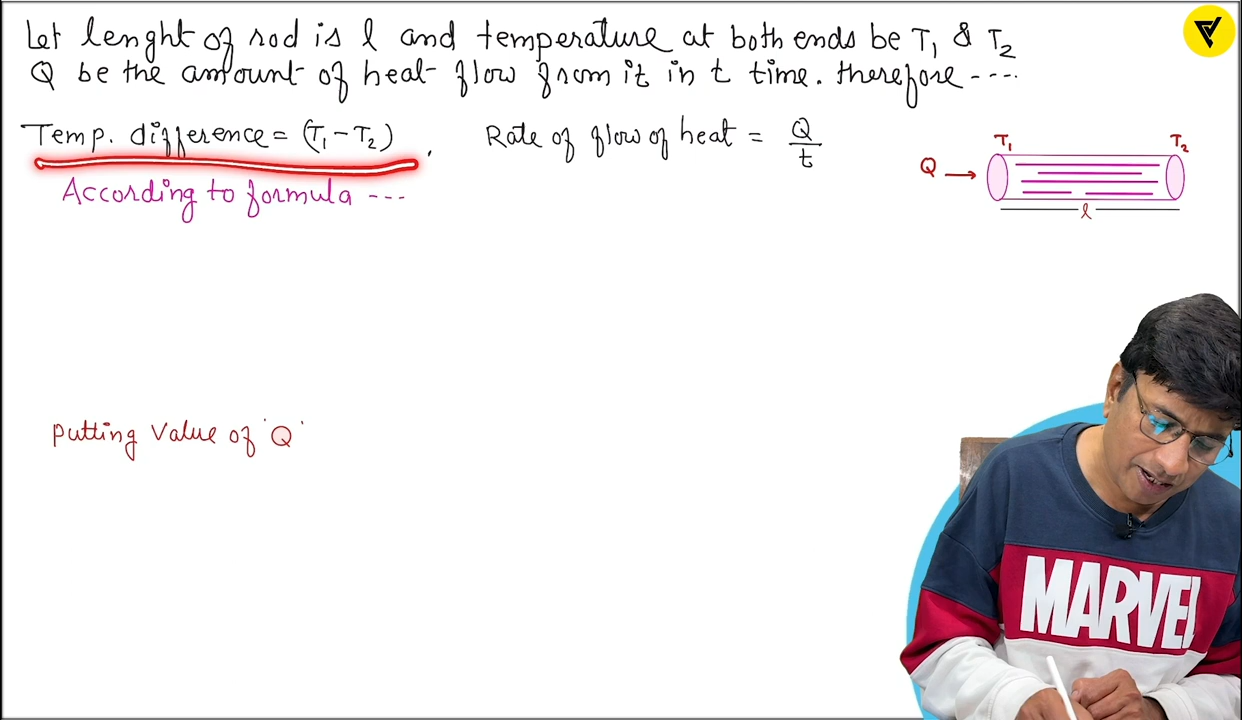 Let lenght of rod is l and temperature at both ends be T₁ & T₂
Q be the amount of heat flow from it in t time. therefore ----
Temp. difference = (T₁ - T₂) , Rate of flow of heat = Q/t
T₁ T₂
Q →
l
According to formula ---
Putting Value of 'Q'
MARVEL